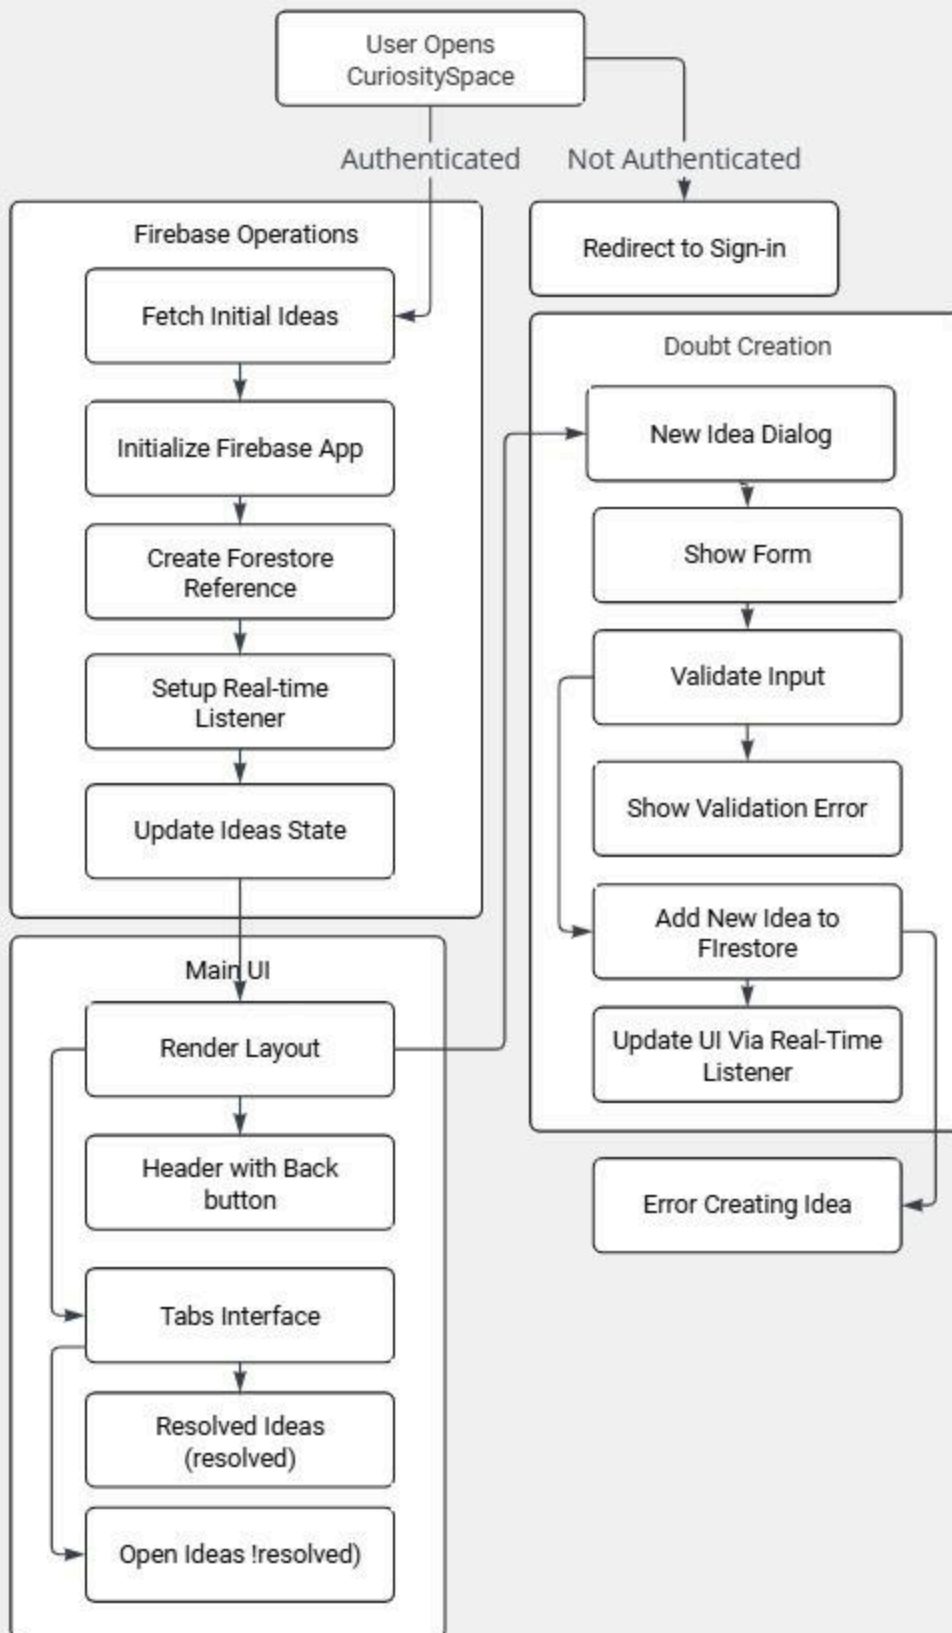 User Opens
CuriositySpace
Authenticated
Not Authenticated
Firebase Operations
Redirect to Sign-in
Fetch Initial Ideas
Initialize Firebase App
Create Forestore
Reference
Setup Real-time
Listener
Update Ideas State
Doubt Creation
New Idea Dialog
Show Form
Validate Input
Show Validation Error
Add New Idea to
FIrestore
Update UI Via Real-Time
Listener
Error Creating Idea
Main UI
Render Layout
Header with Back
button
Tabs Interface
Resolved Ideas
(resolved)
Open Ideas !resolved)